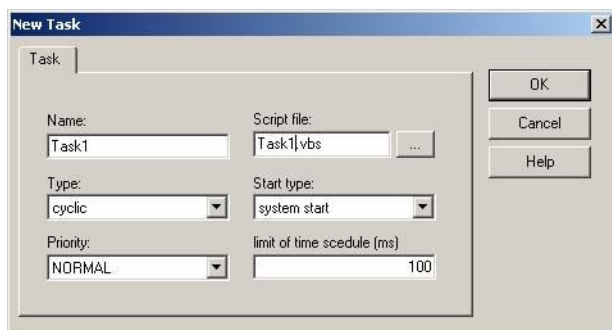 New Task
Task
OK
Cancel
Help
Name:
Script file:
Task1
Task1.vbs
...
Type:
Start type:
cyclic
system start
Priority:
limit of time scedule (ms)
NORMAL
100